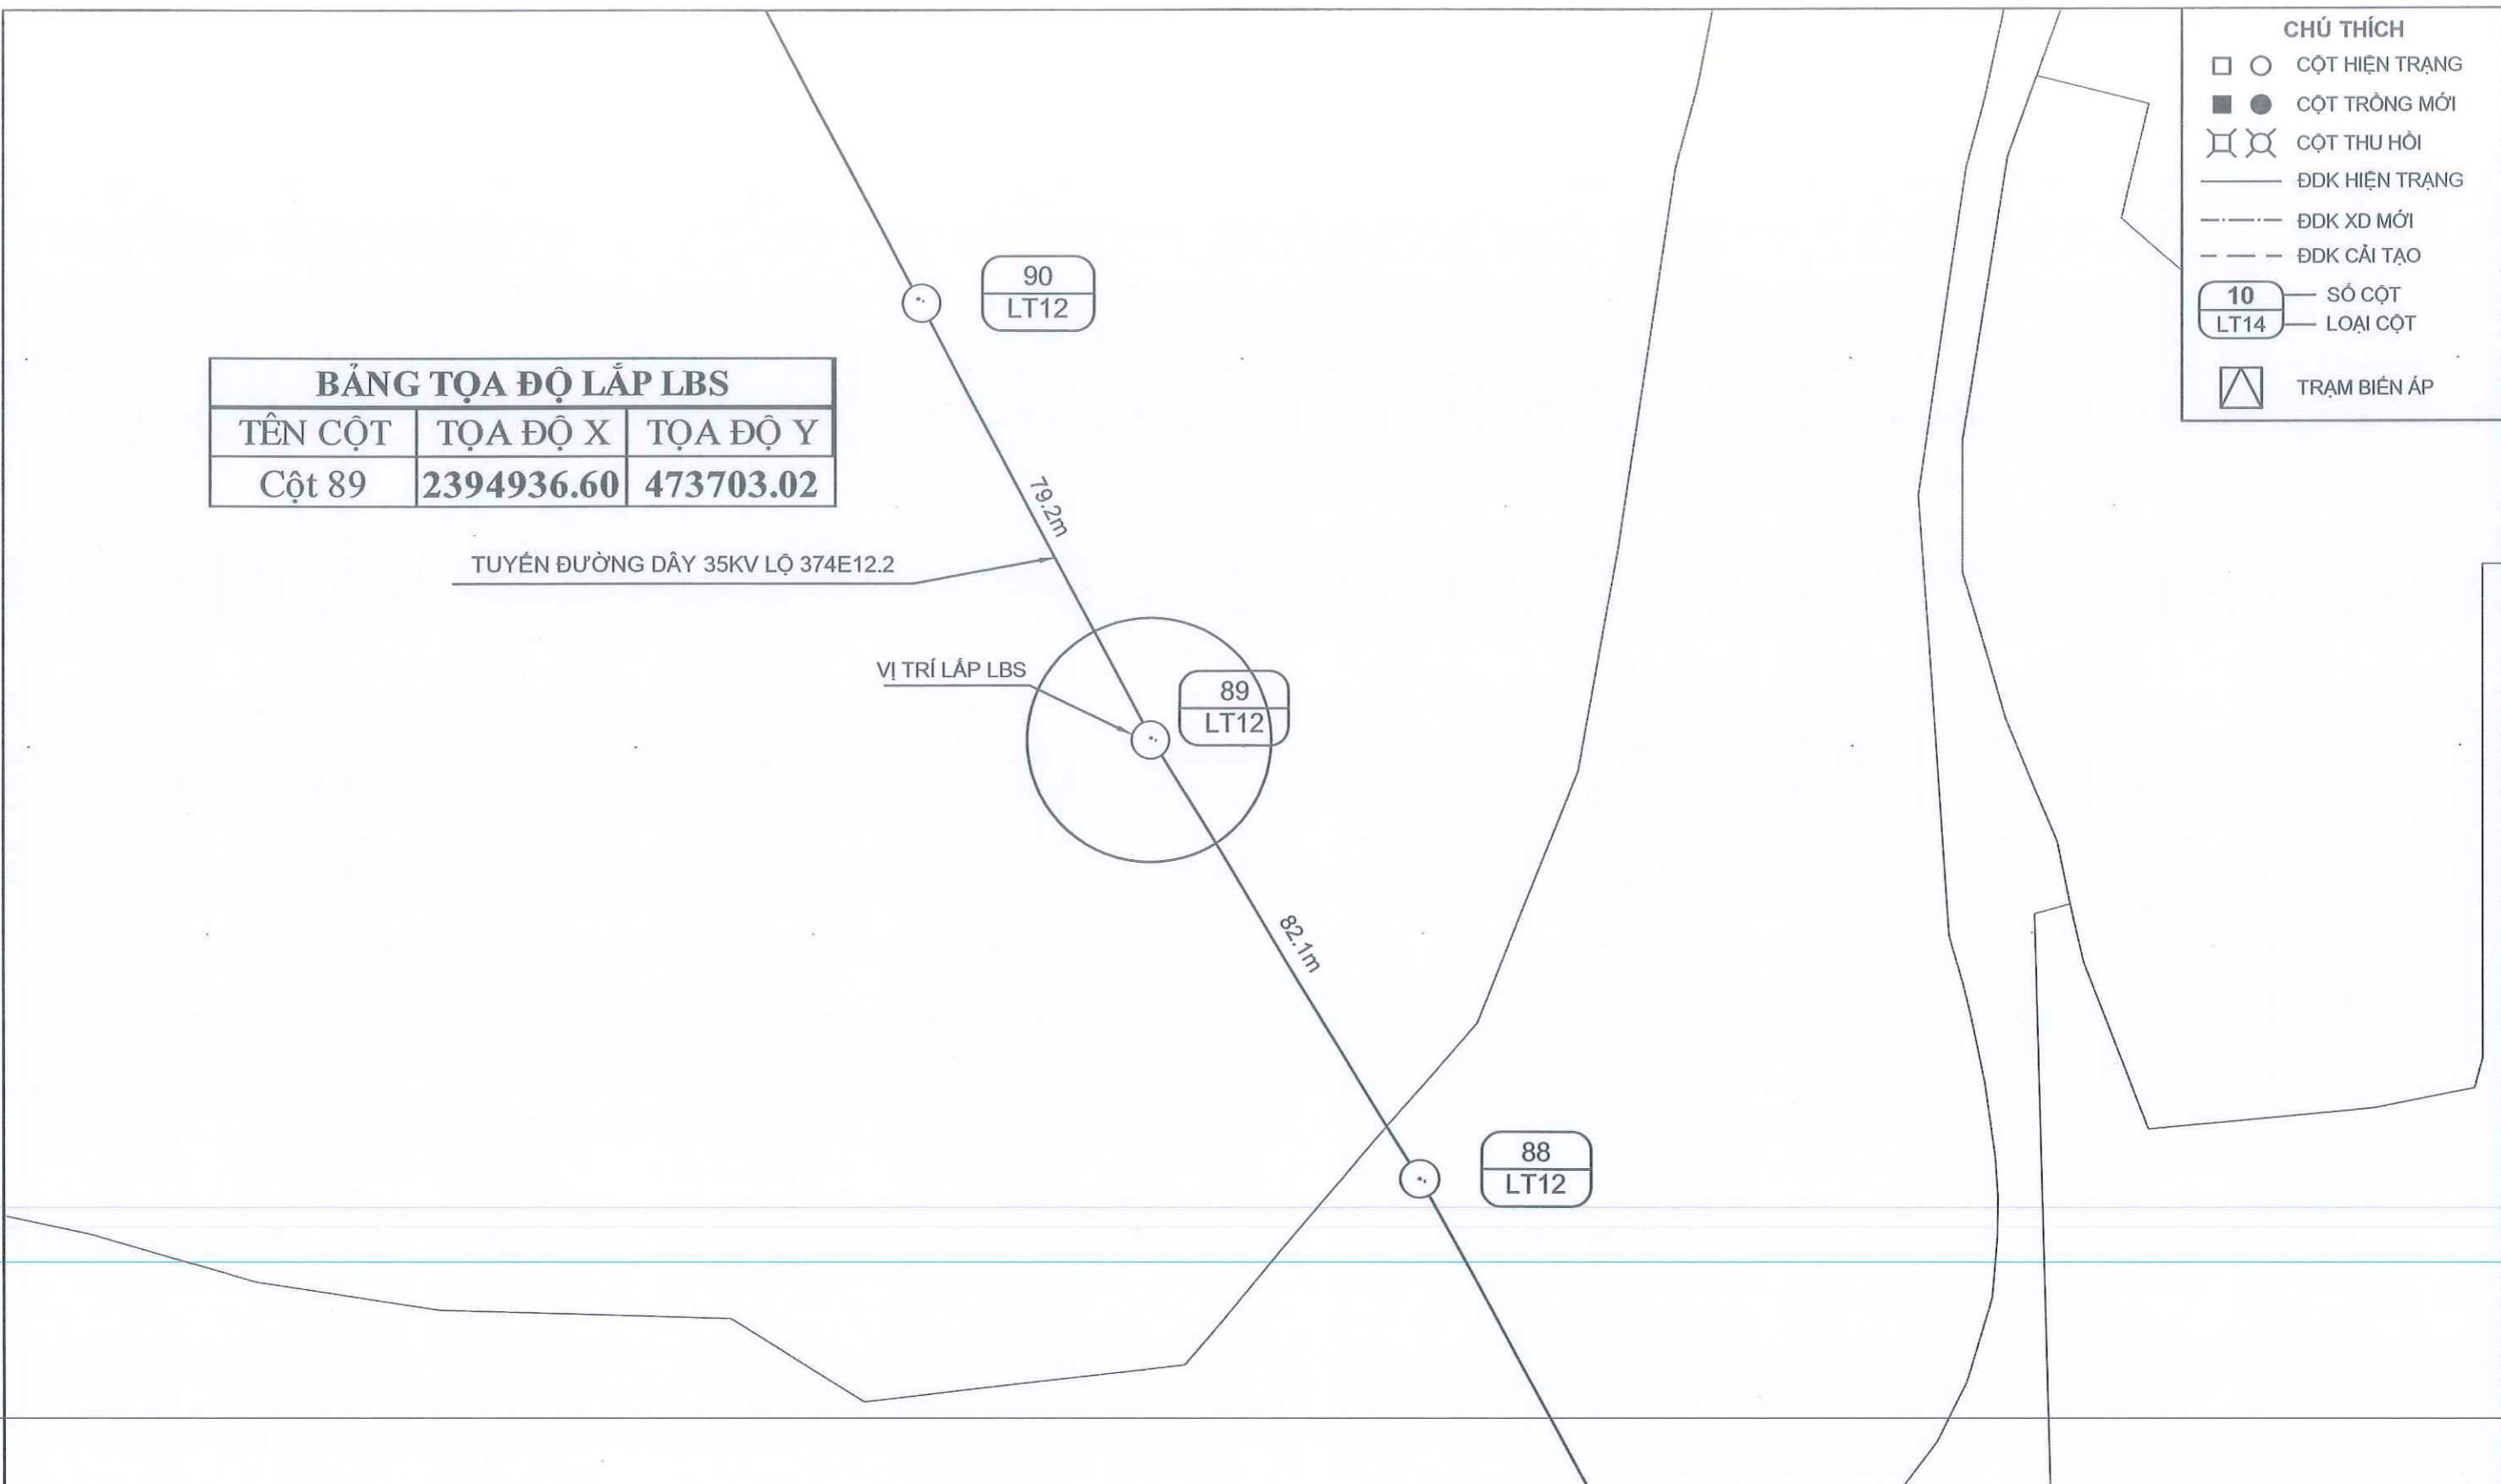 CHÚ THÍCH
CỘT HIỆN TRẠNG
CỘT TRỒNG MỚI
CỘT THU HỒI
ĐDK HIỆN TRẠNG
ĐDK XD MỚI
ĐDK CẢI TẠO
10 SỐ CỘT
LT14 LOẠI CỘT
TRẠM BIẾN ÁP
90
LT12
BẢNG TỌA ĐỘ LẮP LBS
TÊN CỘT TỌA ĐỘ X TỌA ĐỘ Y
Cột 89 2394936.60 473703.02
79.2m
TUYẾN ĐƯỜNG DÂY 35KV LỘ 374E12.2
VỊ TRÍ LẮP LBS
89
LT12
82.1m
88
LT12